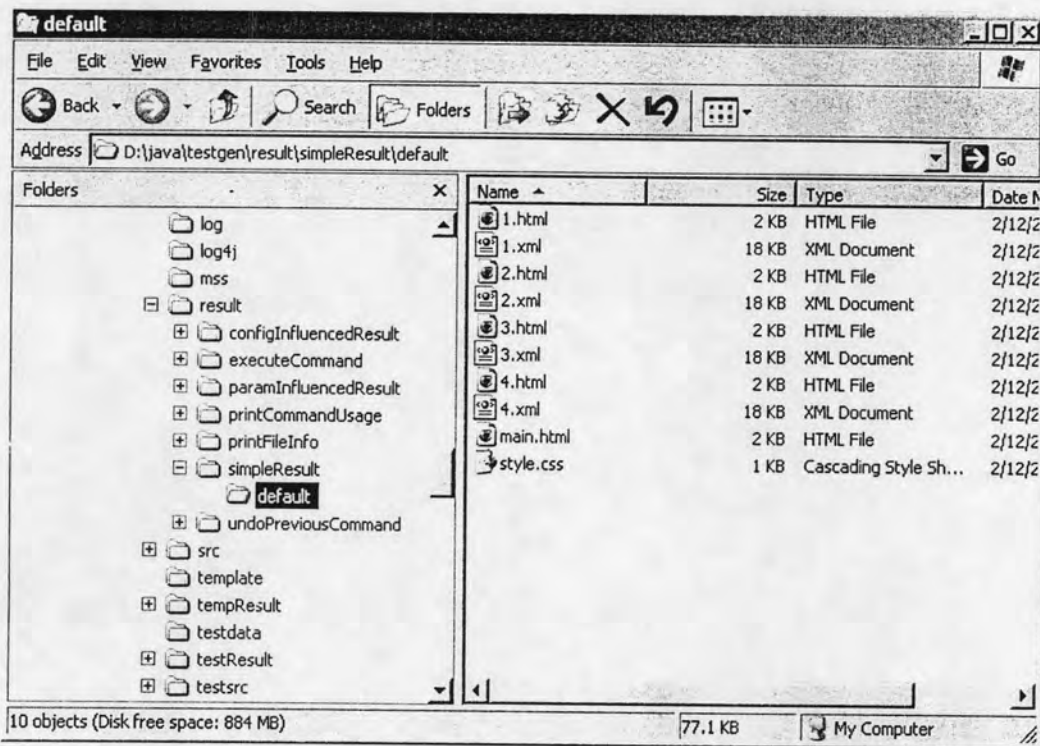 default
File Edit View Favorites Tools Help
Back Search Folders
Address D:\java\testgen\result\simpleResult\default Go
Folders
log
log4j
mss
result
configInfluencedResult
executeCommand
paramInfluencedResult
printCommandUsage
printFileInfo
simpleResult
default
undoPreviousCommand
src
template
tempResult
testdata
testResult
testsrc
Name Size Type Date M
1.html 2 KB HTML File 2/12/2
1.xml 18 KB XML Document 2/12/2
2.html 2 KB HTML File 2/12/2
2.xml 18 KB XML Document 2/12/2
3.html 2 KB HTML File 2/12/2
3.xml 18 KB XML Document 2/12/2
4.html 2 KB HTML File 2/12/2
4.xml 18 KB XML Document 2/12/2
main.html 2 KB HTML File 2/12/2
style.css 1 KB Cascading Style Sh... 2/12/2
10 objects (Disk free space: 884 MB) 77.1 KB My Computer